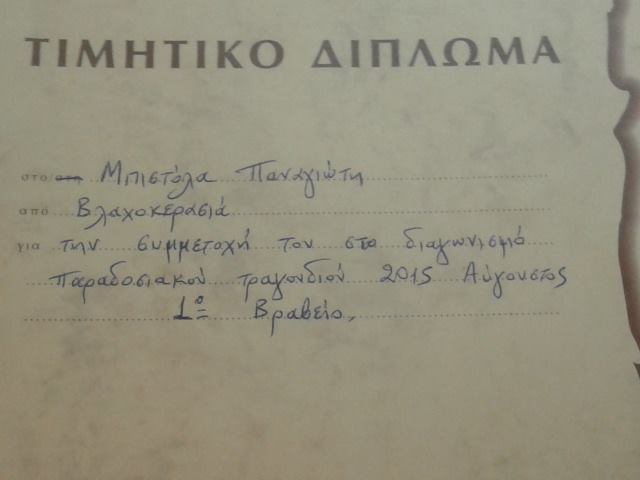 ΤΙΜΗΤΙΚΟ ΔΙΠΛΩΜΑ
στο/στη Μπιστόλα Παναγιώτη
από Βλαχοκερασιά
για την συμμετοχή του στο διαγωνισμό
παραδοσιακού τραγουδιού 2015 Αύγουστος
1º Βραβείο,